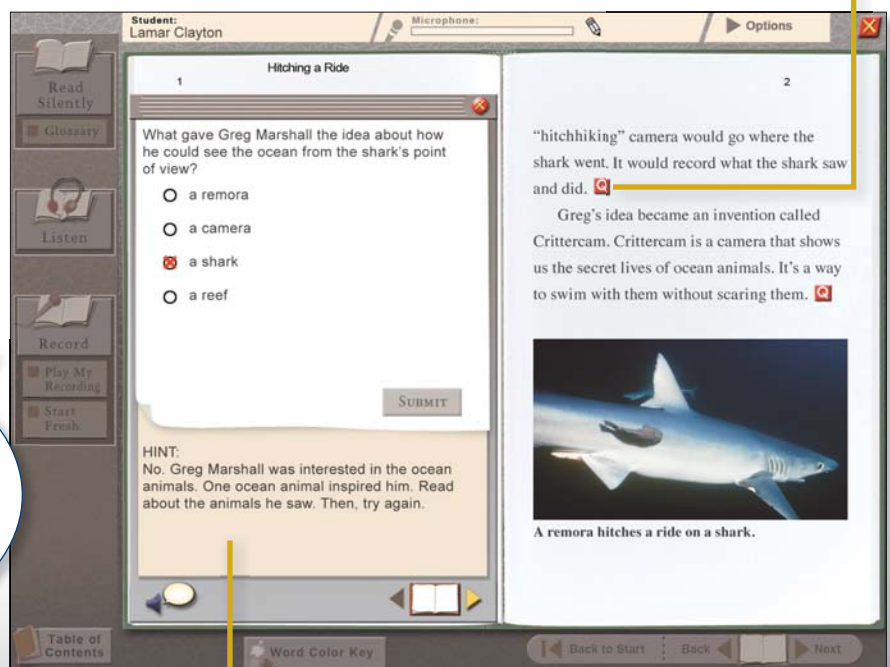 Student:
Lamar Clayton
Microphone:
Options
Read
Silently
Glossary
Listen
Record
Play My
Recording
Start
Fresh
Hitching a Ride
1
What gave Greg Marshall the idea about how
he could see the ocean from the shark's point
of view?
a remora
a camera
a shark
a reef
SUBMIT
HINT:
No. Greg Marshall was interested in the ocean
animals. One ocean animal inspired him. Read
about the animals he saw. Then, try again.
2
“hitchhiking” camera would go where the
shark went. It would record what the shark saw
and did. Q
Greg's idea became an invention called
Crittercam. Crittercam is a camera that shows
us the secret lives of ocean animals. It's a way
to swim with them without scaring them. Q
A remora hitches a ride on a shark.
Table of
Contents
Word Color Key
Back to Start
Back
Next